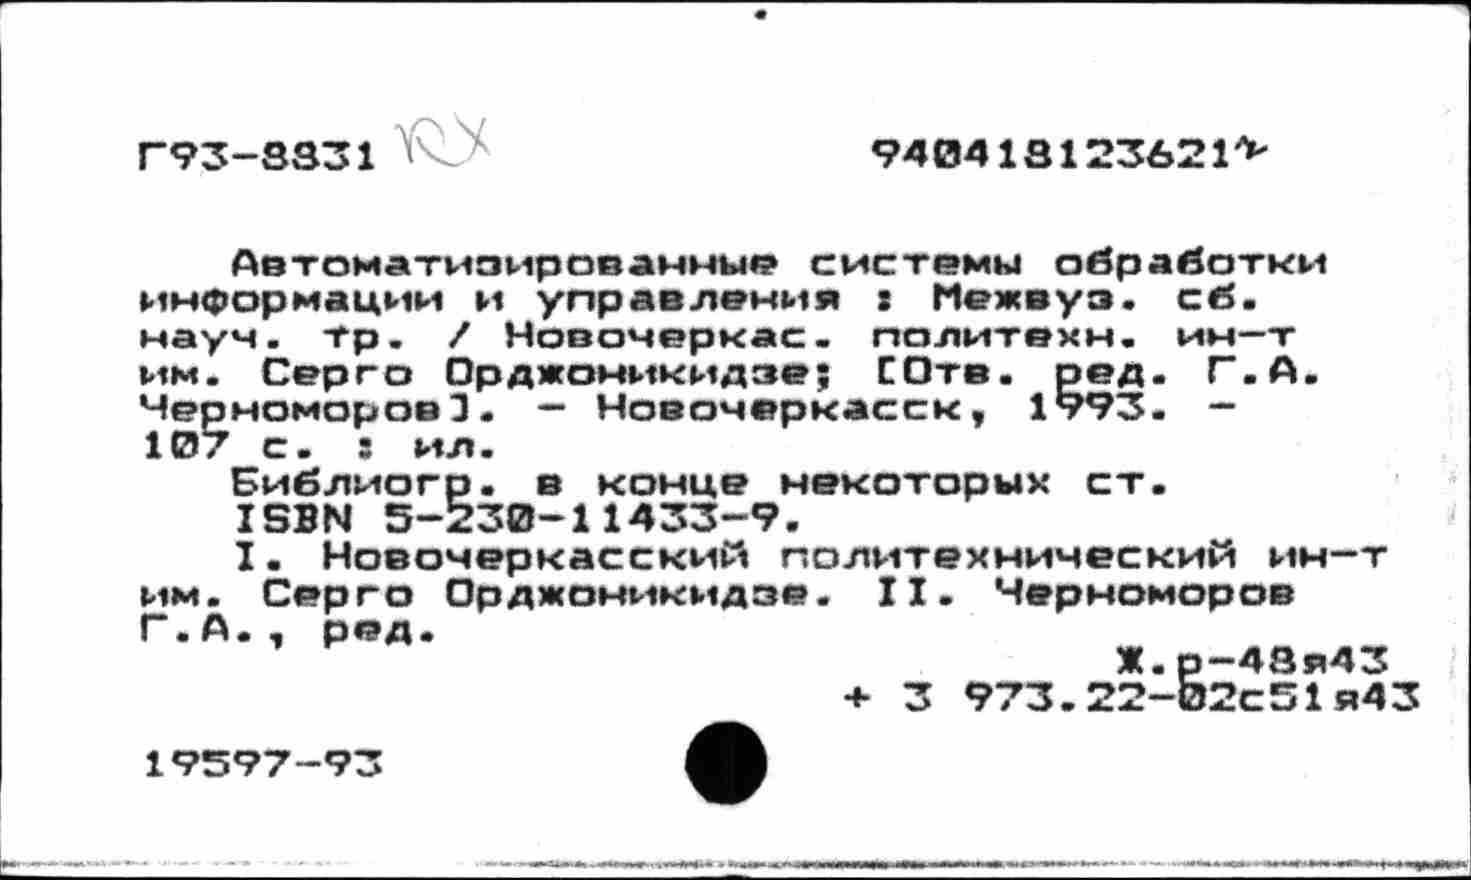 Г93-8831 КХ 940418123621
Автоматизированные системы обработки
информации и управления : Межвуз. сб.
науч. тр. / Новочеркас. политехн. ин-т
им. Серго Орджоникидзе; [Отв. ред. Г.А.
Черноморов]. - Новочеркасск, 1993. -
107 с. : ил.
Библиогр. в конце некоторых ст.
ISBN 5-230-11433-9.
I. Новочеркасский политехнический ин-т
им. Серго Орджоникидзе. II. Черноморов
Г.А., ред.
Ж.р-48я43
+ З 973.22-02с51я43
19597-93